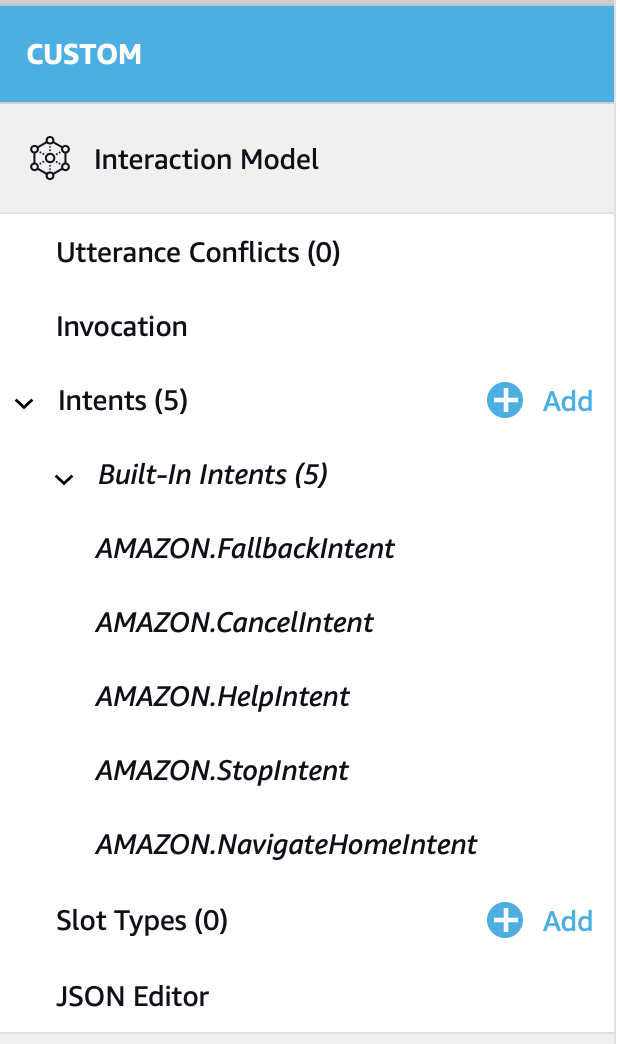 CUSTOM
Interaction Model
Utterance Conflicts (0)
Invocation
Intents (5) Add
Built-In Intents (5)
AMAZON.FallbackIntent
AMAZON.CancelIntent
AMAZON.HelpIntent
AMAZON.StopIntent
AMAZON.NavigateHomeIntent
Slot Types (0) Add
JSON Editor